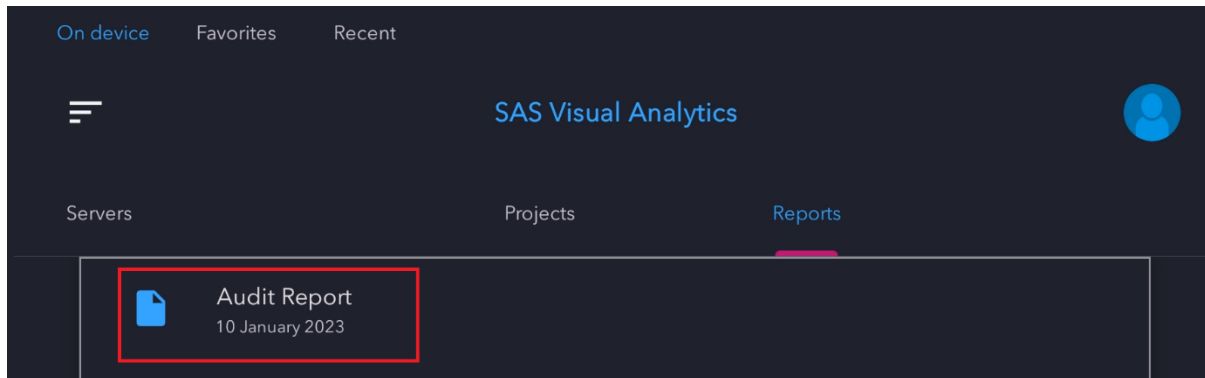 On device Favorites Recent
SAS Visual Analytics
Servers Projects Reports
Audit Report
10 January 2023